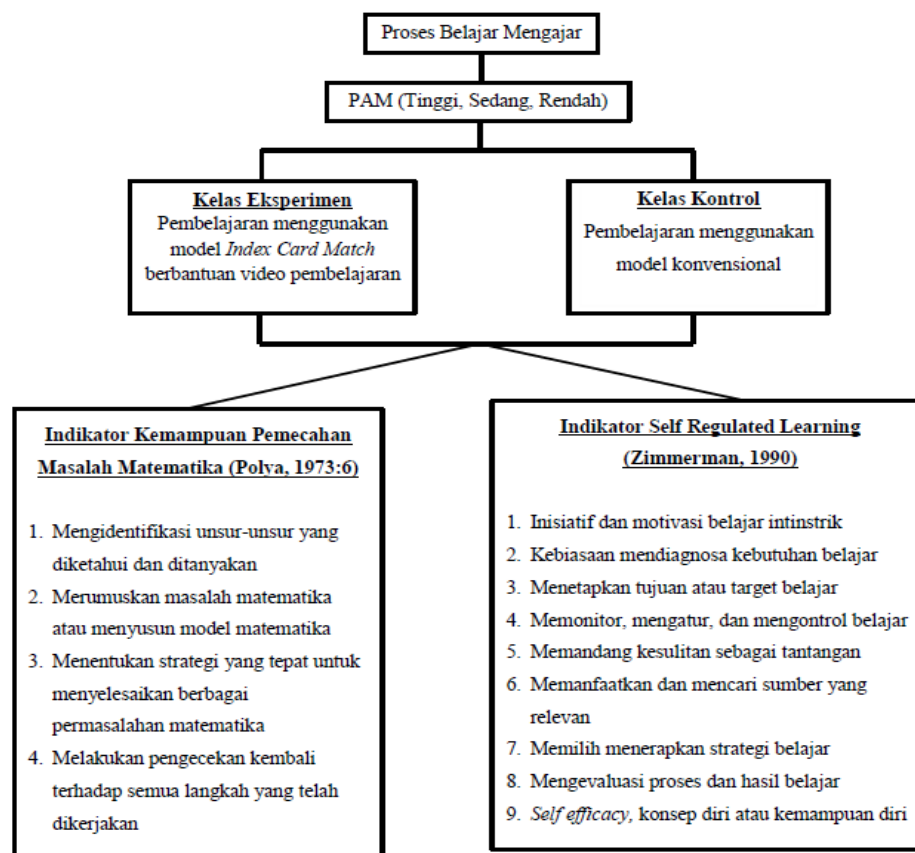 Proses Belajar Mengajar
PAM (Tinggi, Sedang, Rendah)
Kelas Eksperimen
Pembelajaran menggunakan
model Index Card Match
berbantuan video pembelajaran
Kelas Kontrol
Pembelajaran menggunakan
model konvensional
Indikator Kemampuan Pemecahan
Masalah Matematika (Polya, 1973:6)
1. Mengidentifikasi unsur-unsur yang
diketahui dan ditanyakan
2. Merumuskan masalah matematika
atau menyusun model matematika
3. Menentukan strategi yang tepat untuk
menyelesaikan berbagai
permasalahan matematika
4. Melakukan pengecekan kembali
terhadap semua langkah yang telah
dikerjakan
Indikator Self Regulated Learning
(Zimmerman, 1990)
1. Inisiatif dan motivasi belajar intinstrik
2. Kebiasaan mendiagnosa kebutuhan belajar
3. Menetapkan tujuan atau target belajar
4. Memonitor, mengatur, dan mengontrol belajar
5. Memandang kesulitan sebagai tantangan
6. Memanfaatkan dan mencari sumber yang
relevan
7. Memilih menerapkan strategi belajar
8. Mengevaluasi proses dan hasil belajar
9. Self efficacy, konsep diri atau kemampuan diri